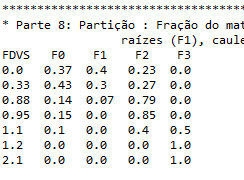 ************************************
* Parte 8: Partição : Fração do mat
raízes (F1), caule
FDVS F0 F1 F2 F3
0.0 0.37 0.4 0.23 0.0
0.33 0.43 0.3 0.27 0.0
0.88 0.14 0.07 0.79 0.0
0.95 0.15 0.0 0.85 0.0
1.1 0.1 0.0 0.4 0.5
1.2 0.0 0.0 0.0 1.0
2.1 0.0 0.0 0.0 1.0